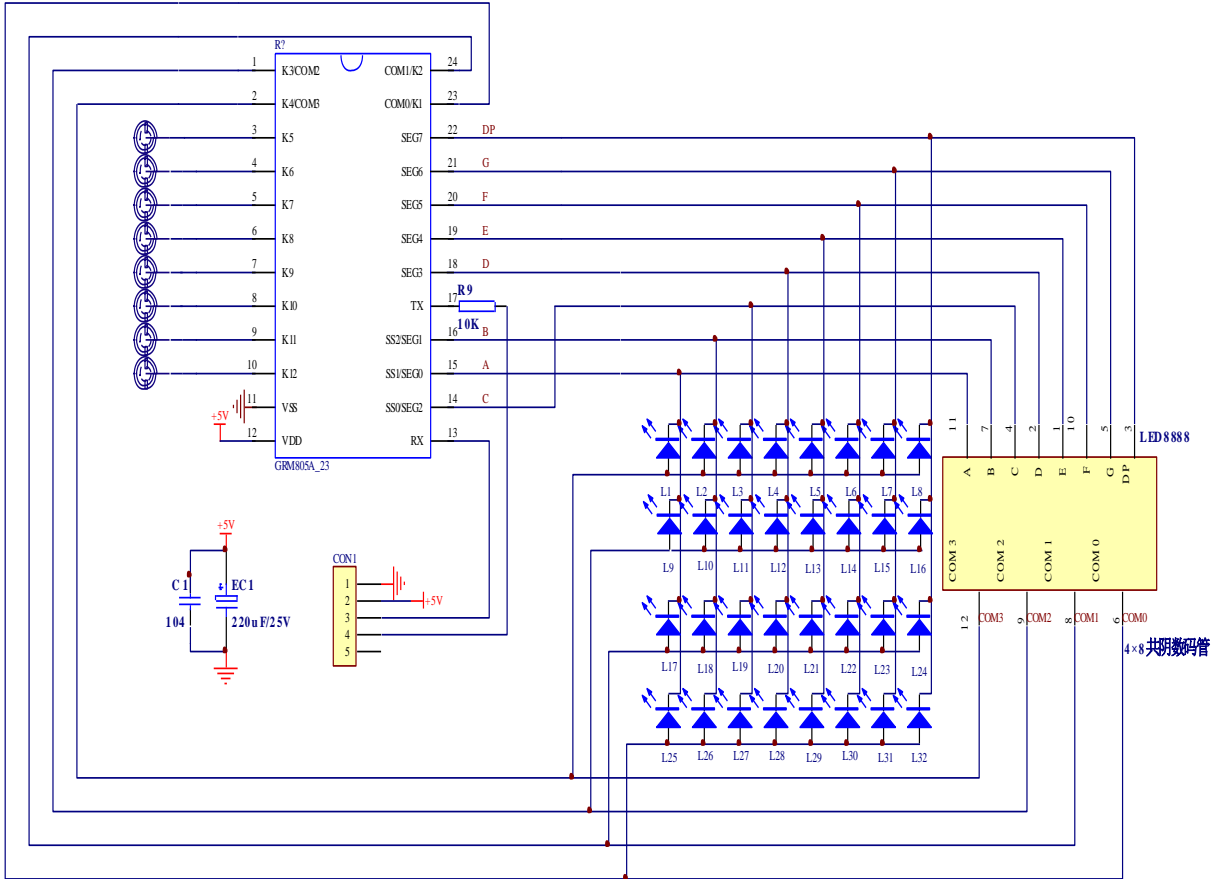 R?
1 K3/COM2 COM1/K2 24
2 K4/COM3 COM0/K1 23
3 K5 SEG7 22 DP
4 K6 SEG6 21 G
5 K7 SEG5 20 F
6 K8 SEG4 19 E
7 K9 SEG3 18 D
8 K10 TX 17 R9 10K
9 K11 SS2/SEG1 16 B
10 K12 SS1/SEG0 15 A
11 VSS SS0/SEG2 14 C
+5V
12 VDD RX 13
GRM805A_23
+5V
C1 EC1
104 220uF/25V
CON1
1
2 +5V
3
4
5
L1 L2 L3 L4 L5 L6 L7 L8
L9 L10 L11 L12 L13 L14 L15 L16
L17 L18 L19 L20 L21 L22 L23 L24
L25 L26 L27 L28 L29 L30 L31 L32
11 7 4 2 1 10 5 3
LED8888
A B C D E F G DP
COM 3 COM 2 COM 1 COM 0
12 COM3 9 COM2 8 COM1 6 COM0
4×8共阴数码管